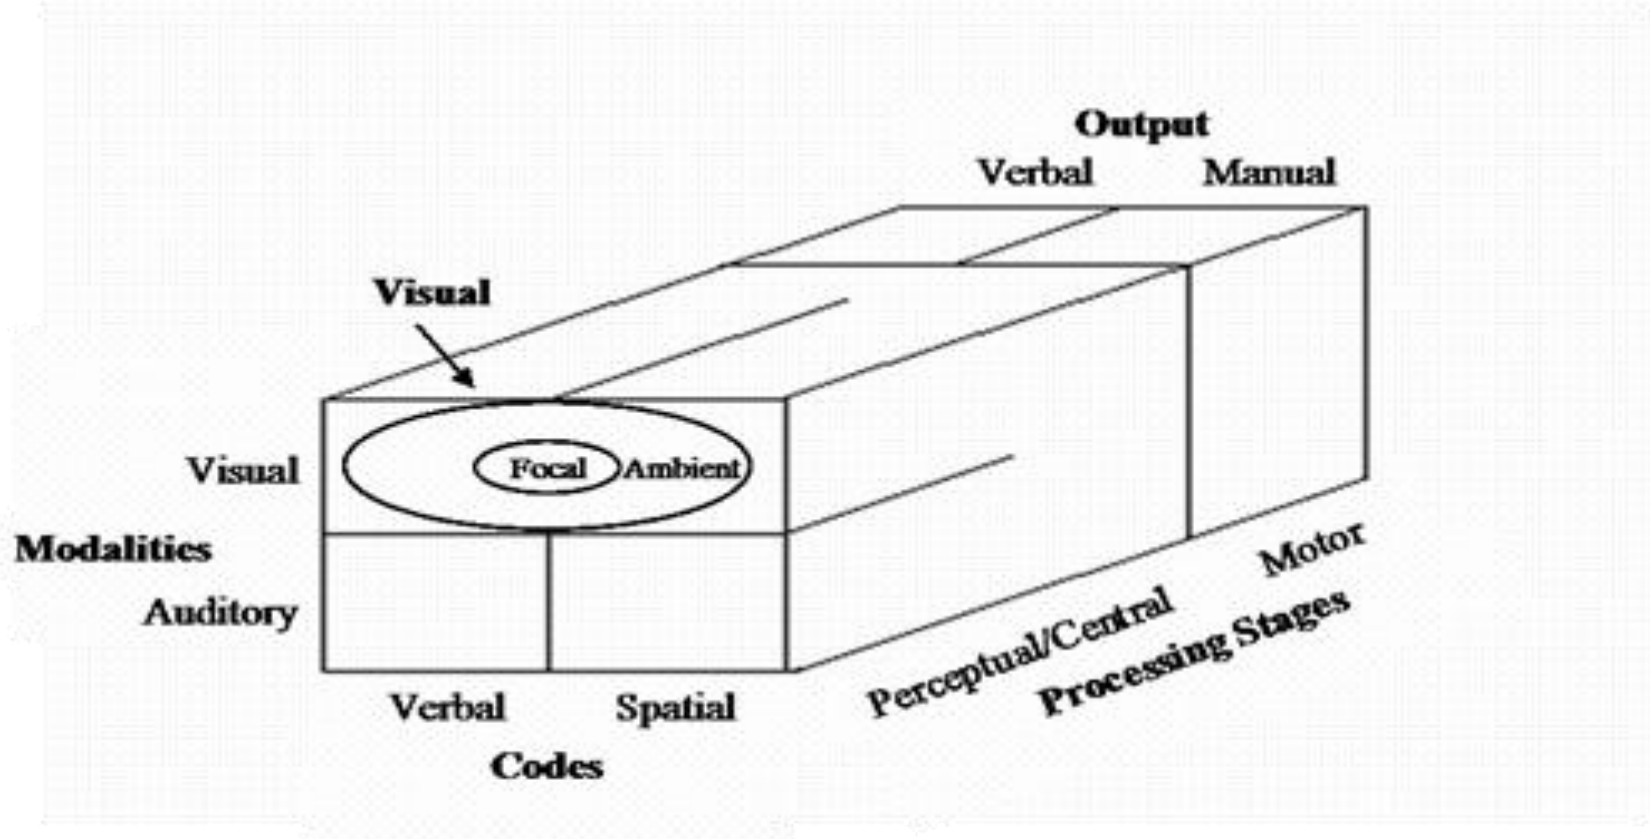 Output
Verbal Manual
Visual
Visual
Focal Ambient
Modalities
Auditory
Motor
Perceptual/Central
Processing Stages
Verbal Spatial
Codes